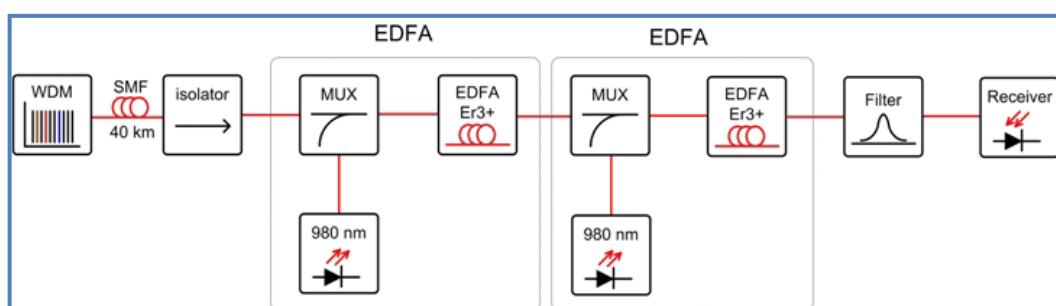 EDFA
EDFA
WDM
SMF
40 km
isolator
MUX
EDFA
Er3+
MUX
EDFA
Er3+
Filter
Receiver
980 nm
980 nm